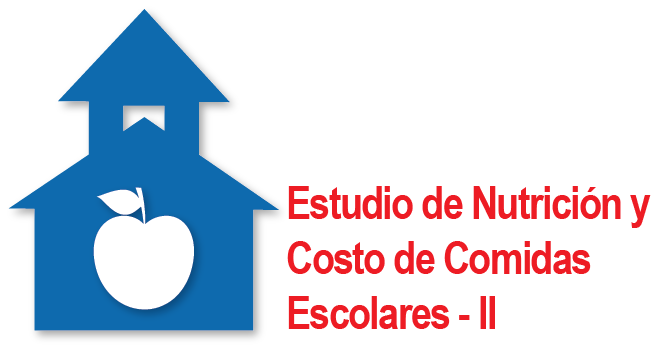 Estudio de Nutrición y
Costo de Comidas
Escolares - II